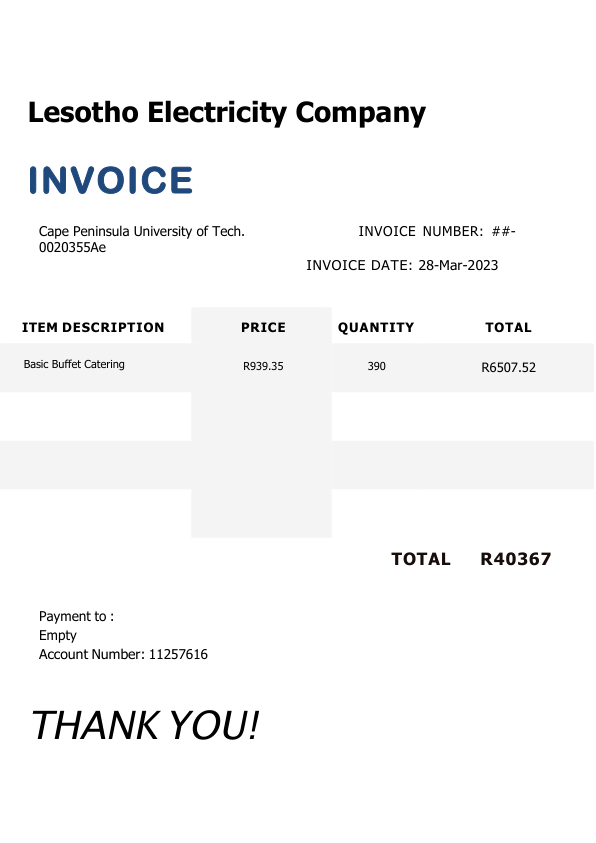 Lesotho Electricity Company
INVOICE
Cape Peninsula University of Tech.
0020355Ae
INVOICE NUMBER: ##-
INVOICE DATE: 28-Mar-2023
ITEM DESCRIPTION PRICE QUANTITY TOTAL
Basic Buffet Catering R939.35 390 R6507.52
TOTAL R40367
Payment to :
Empty
Account Number: 11257616
THANK YOU!